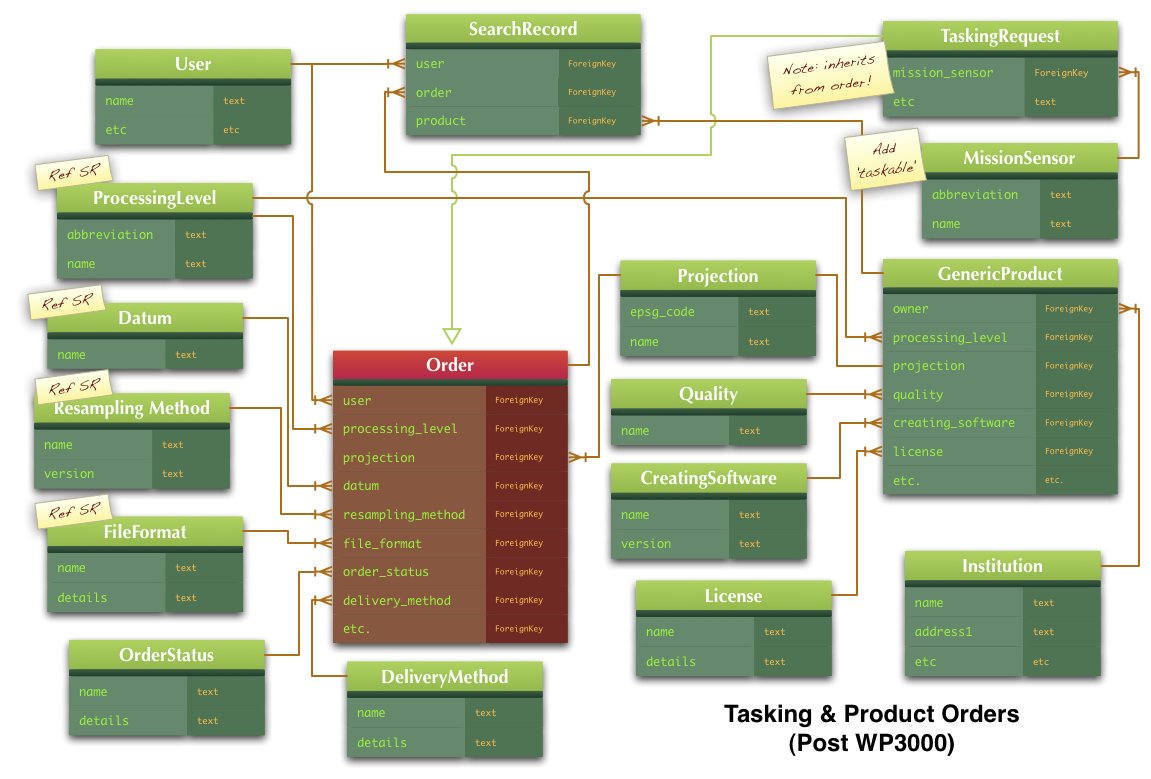 SearchRecord
user ForeignKey
order ForeignKey
product ForeignKey
TaskingRequest
mission_sensor ForeignKey
etc text
Note: inherits
from order!
User
name text
etc etc
Add
'taskable'
MissionSensor
abbreviation text
name text
Ref SR
ProcessingLevel
abbreviation text
name text
Projection
epsg_code text
name text
GenericProduct
owner ForeignKey
processing_level ForeignKey
projection ForeignKey
quality ForeignKey
creating_software ForeignKey
license ForeignKey
etc. etc.
Ref SR
Datum
name text
Order
user ForeignKey
processing_level ForeignKey
projection ForeignKey
datum ForeignKey
resampling_method ForeignKey
file_format ForeignKey
order_status ForeignKey
delivery_method ForeignKey
etc. ForeignKey
Ref SR
Resampling Method
name text
version text
Quality
name text
CreatingSoftware
name text
version text
Ref SR
FileFormat
name text
details text
License
name text
details text
Institution
name text
address1 text
etc etc
OrderStatus
name text
details text
DeliveryMethod
name text
details text
Tasking & Product Orders
(Post WP3000)